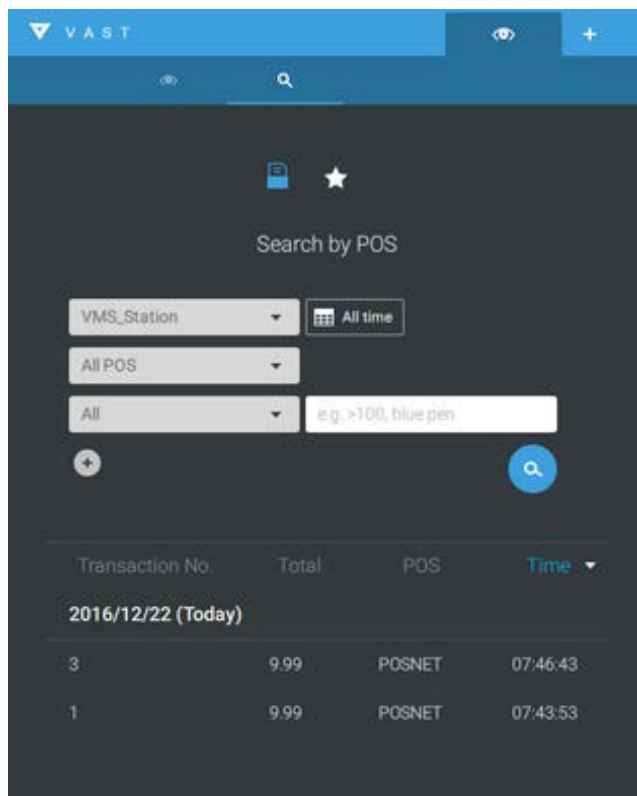 VAST
Search by POS
VMS_Station All time
All POS
All e.g. >100, blue pen
Transaction No. Total POS Time
2016/12/22 (Today)
3 9.99 POSNET 07:46:43
1 9.99 POSNET 07:43:53